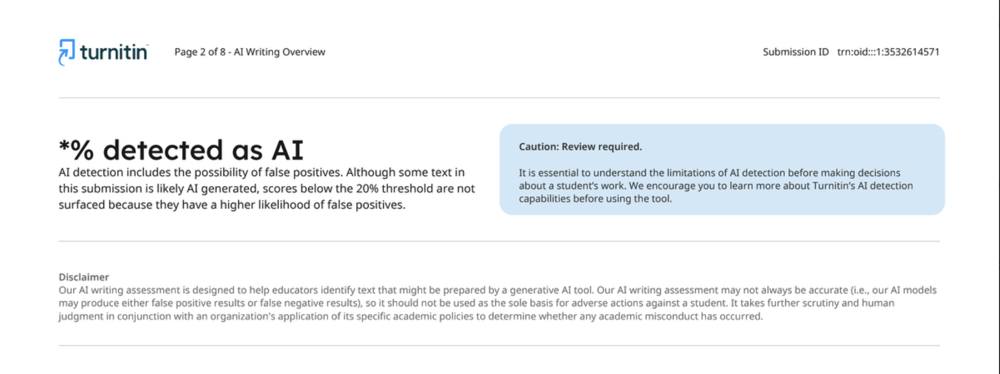 turnitin™ Page 2 of 8 - AI Writing Overview Submission ID trn:oid:::1:3532614571
*% detected as AI
AI detection includes the possibility of false positives. Although some text in
this submission is likely AI generated, scores below the 20% threshold are not
surfaced because they have a higher likelihood of false positives.
Caution: Review required.
It is essential to understand the limitations of AI detection before making decisions
about a student’s work. We encourage you to learn more about Turnitin’s AI detection
capabilities before using the tool.
Disclaimer
Our AI writing assessment is designed to help educators identify text that might be prepared by a generative AI tool. Our AI writing assessment may not always be accurate (i.e., our AI models
may produce either false positive results or false negative results), so it should not be used as the sole basis for adverse actions against a student. It takes further scrutiny and human
judgment in conjunction with an organization's application of its specific academic policies to determine whether any academic misconduct has occurred.